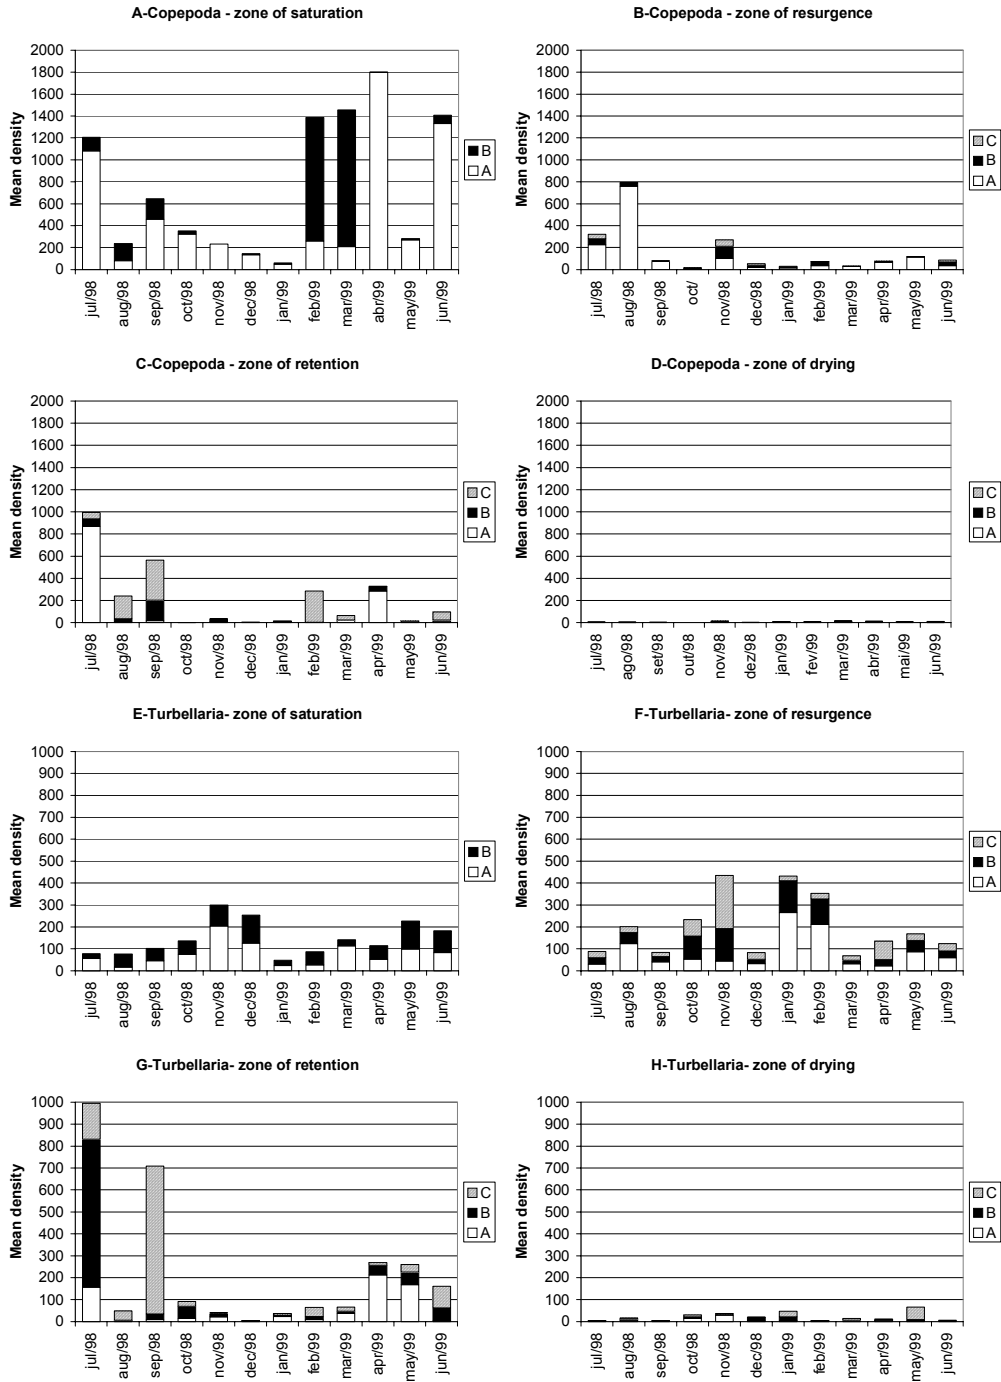 A-Copepoda - zone of saturation
Mean density
2000
1800
1600
1400
1200
1000
800
600
400
200
0
jul/98
aug/98
sep/98
oct/98
nov/98
dec/98
jan/99
feb/99
mar/99
abr/99
may/99
jun/99
B
A
B-Copepoda - zone of resurgence
Mean density
2000
1800
1600
1400
1200
1000
800
600
400
200
0
jul/98
aug/98
sep/98
oct/
nov/98
dec/98
jan/99
feb/99
mar/99
apr/99
may/99
jun/99
C
B
A
C-Copepoda - zone of retention
Mean density
2000
1800
1600
1400
1200
1000
800
600
400
200
0
jul/98
aug/98
sep/98
oct/98
nov/98
dec/98
jan/99
feb/99
mar/99
apr/99
may/99
jun/99
C
B
A
D-Copepoda - zone of drying
Mean density
2000
1800
1600
1400
1200
1000
800
600
400
200
0
jul/98
ago/98
set/98
out/98
nov/98
dez/98
jan/99
fev/99
mar/99
abr/99
mai/99
jun/99
C
B
A
E-Turbellaria- zone of saturation
Mean density
1000
900
800
700
600
500
400
300
200
100
0
jul/98
aug/98
sep/98
oct/98
nov/98
dec/98
jan/99
feb/99
mar/99
apr/99
may/99
jun/99
B
A
F-Turbellaria- zone of resurgence
Mean density
1000
900
800
700
600
500
400
300
200
100
0
jul/98
aug/98
sep/98
oct/98
nov/98
dec/98
jan/99
feb/99
mar/99
apr/99
may/99
jun/99
C
B
A
G-Turbellaria- zone of retention
Mean density
1000
900
800
700
600
500
400
300
200
100
0
jul/98
aug/98
sep/98
oct/98
nov/98
dec/98
jan/99
feb/99
mar/99
apr/99
may/99
jun/99
C
B
A
H-Turbellaria- zone of drying
Mean density
1000
900
800
700
600
500
400
300
200
100
0
jul/98
aug/98
sep/98
oct/98
nov/98
dec/98
jan/99
feb/99
mar/99
apr/99
may/99
jun/99
C
B
A